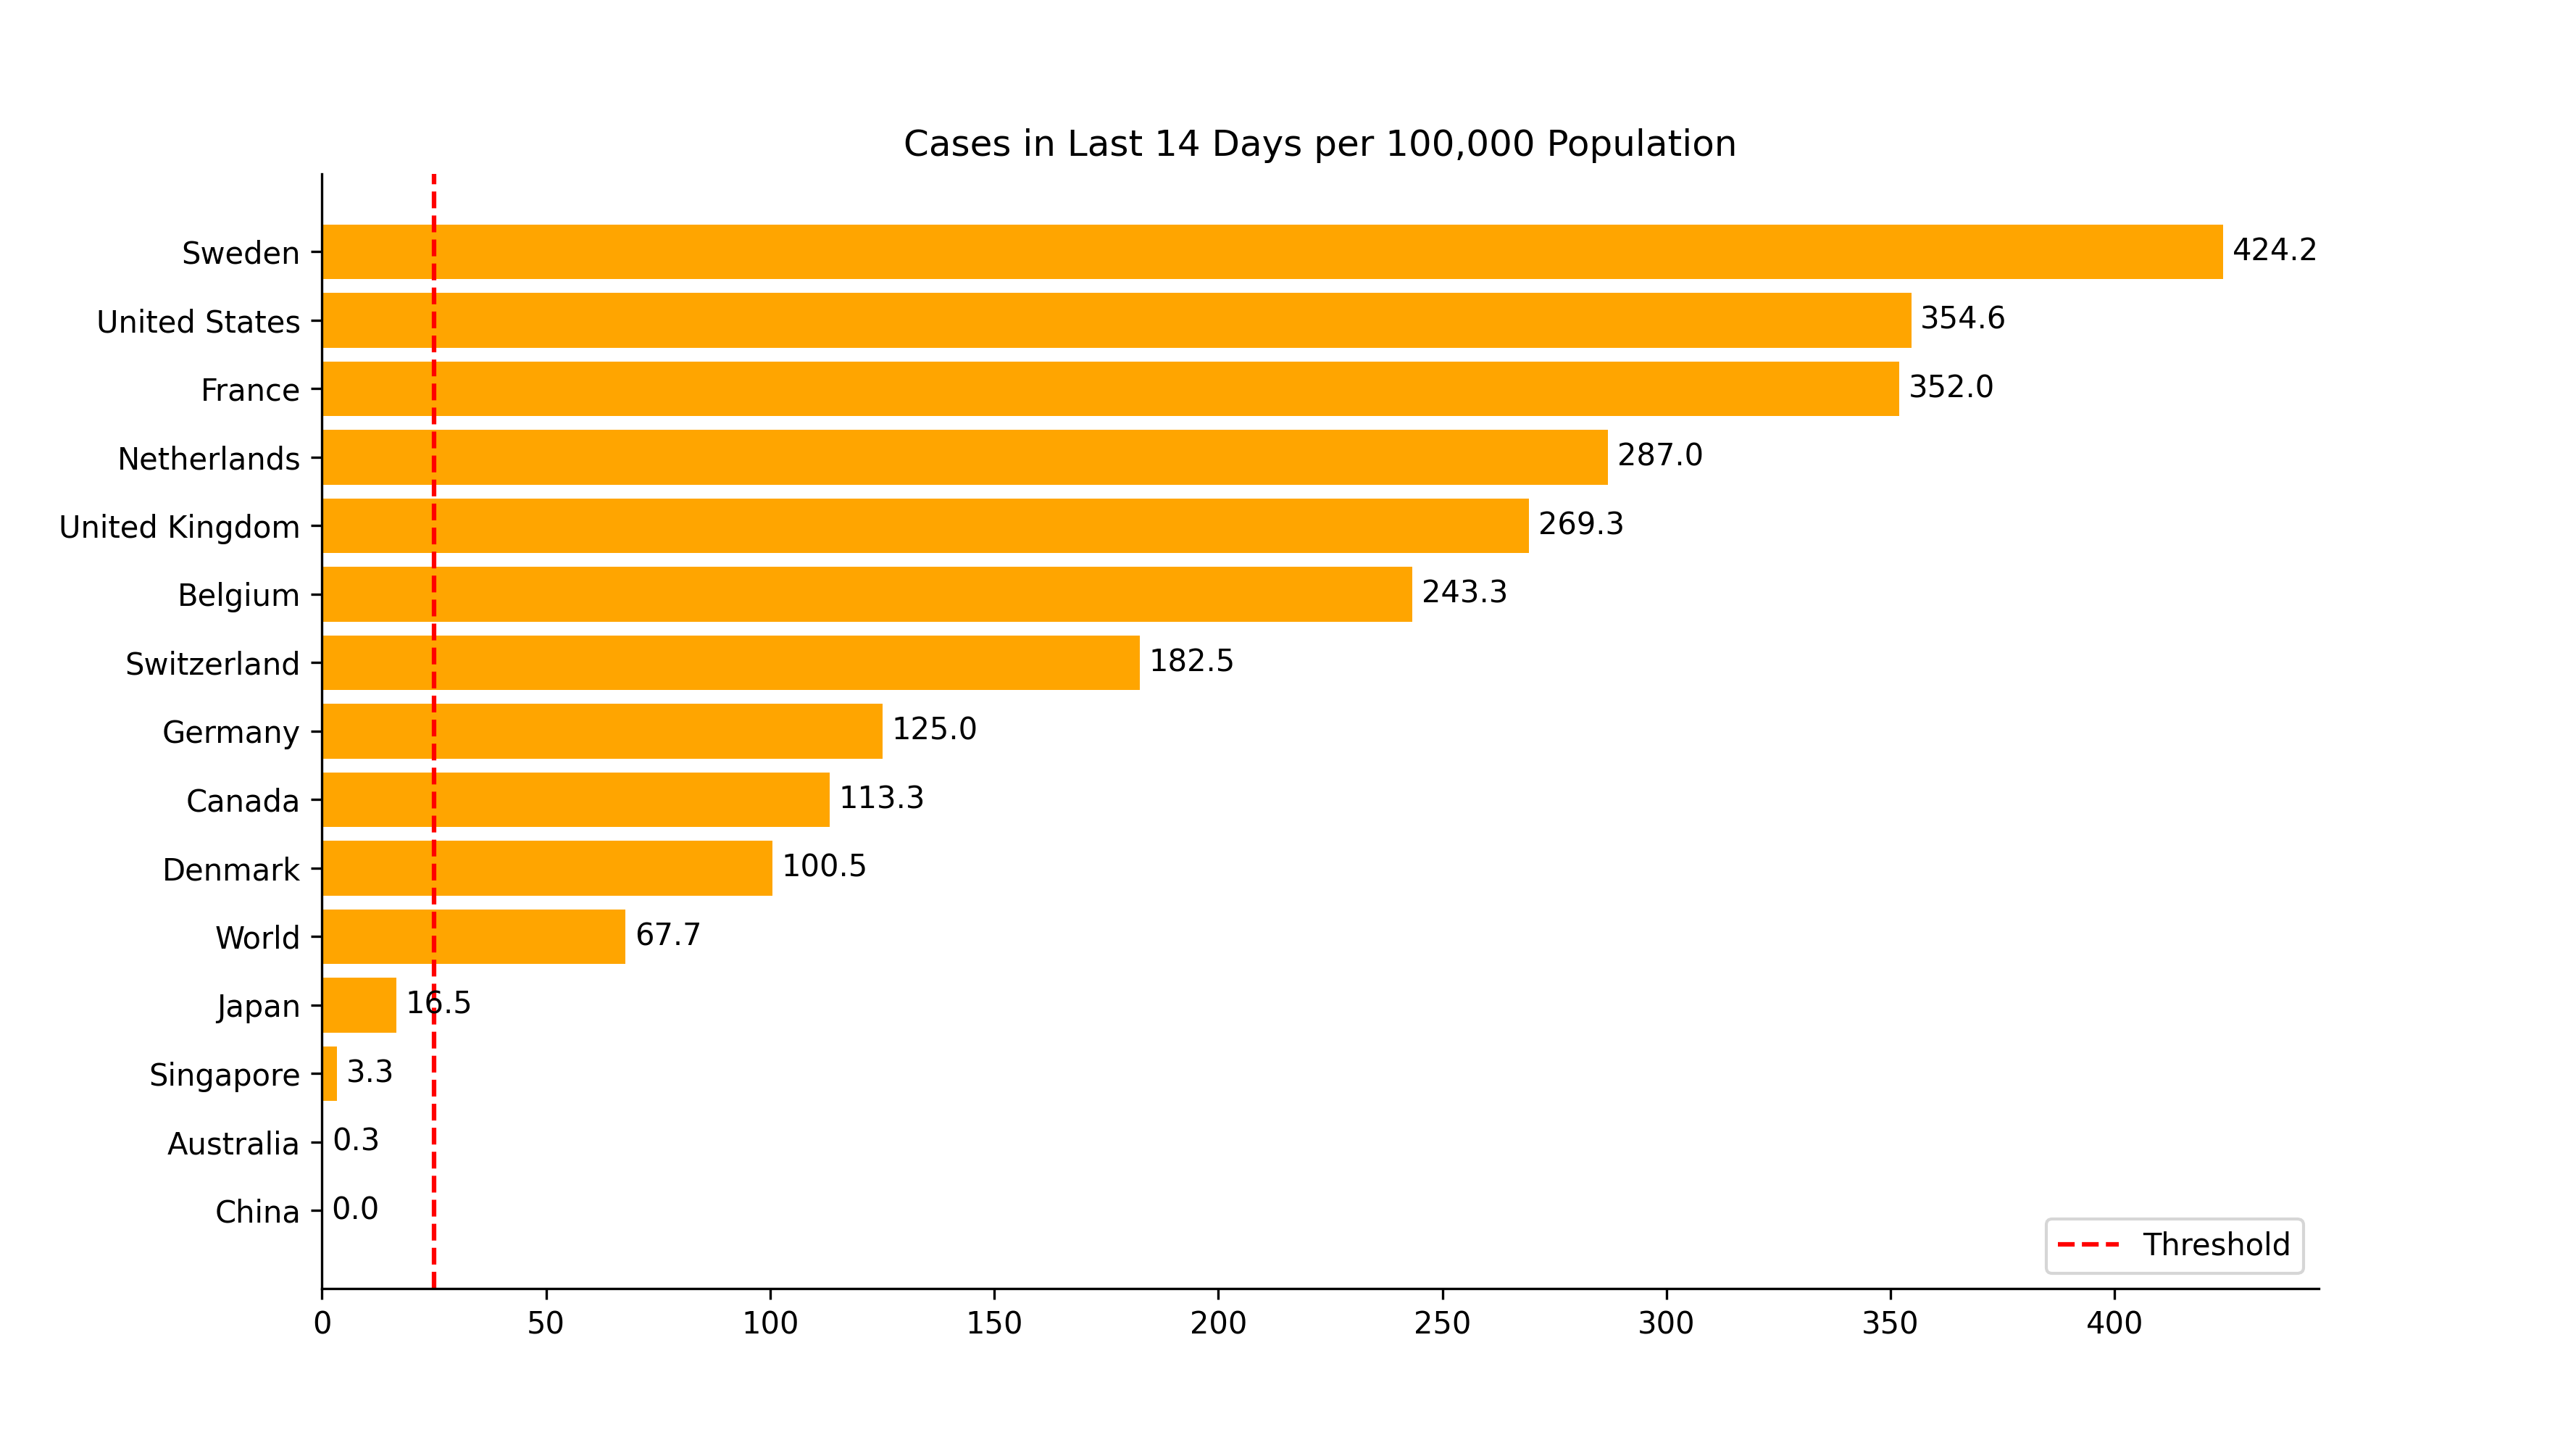 Cases in Last 14 Days per 100,000 Population
Sweden 424.2
United States 354.6
France 352.0
Netherlands 287.0
United Kingdom 269.3
Belgium 243.3
Switzerland 182.5
Germany 125.0
Canada 113.3
Denmark 100.5
World 67.7
Japan 16.5
Singapore 3.3
Australia 0.3
China 0.0
Threshold
0 50 100 150 200 250 300 350 400